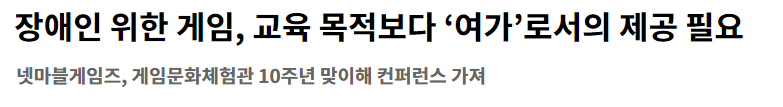 장애인 위한 게임, 교육 목적보다 ‘여가’로서의 제공 필요
넷마블게임즈, 게임문화체험관 10주년 맞이해 컨퍼런스 가져